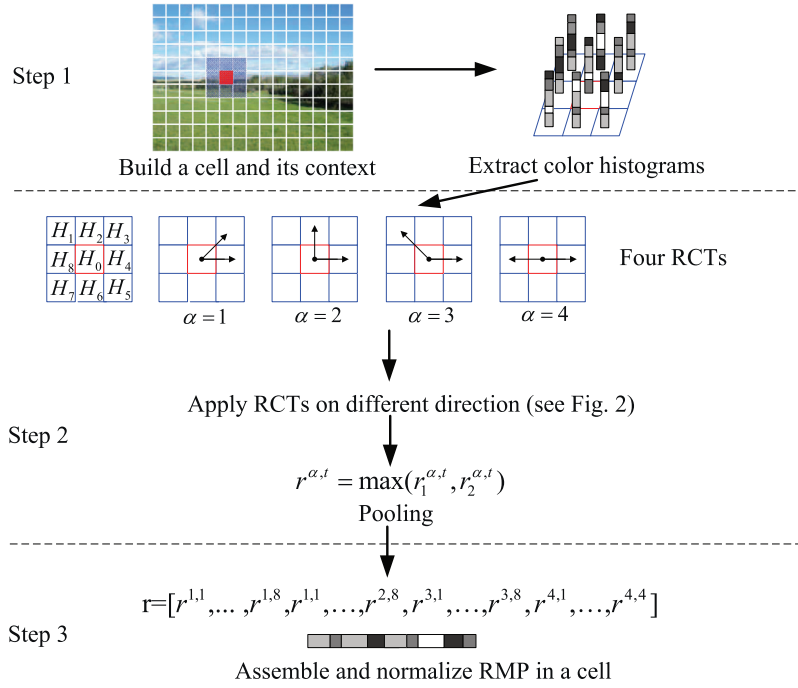 Step 1
Build a cell and its context
Extract color histograms
H₁ H₂ H₃
H₈ H₀ H₄
H₇ H₆ H₅
α = 1
α = 2
α = 3
α = 4
Four RCTs
Apply RCTs on different direction (see Fig. 2)
Step 2
r^{α,t} = max(r₁^{α,t}, r₂^{α,t})
Pooling
r=[r^{1,1},... ,r^{1,8},r^{1,1},…,r^{2,8},r^{3,1},…,r^{3,8},r^{4,1},…,r^{4,4}]
Step 3
Assemble and normalize RMP in a cell